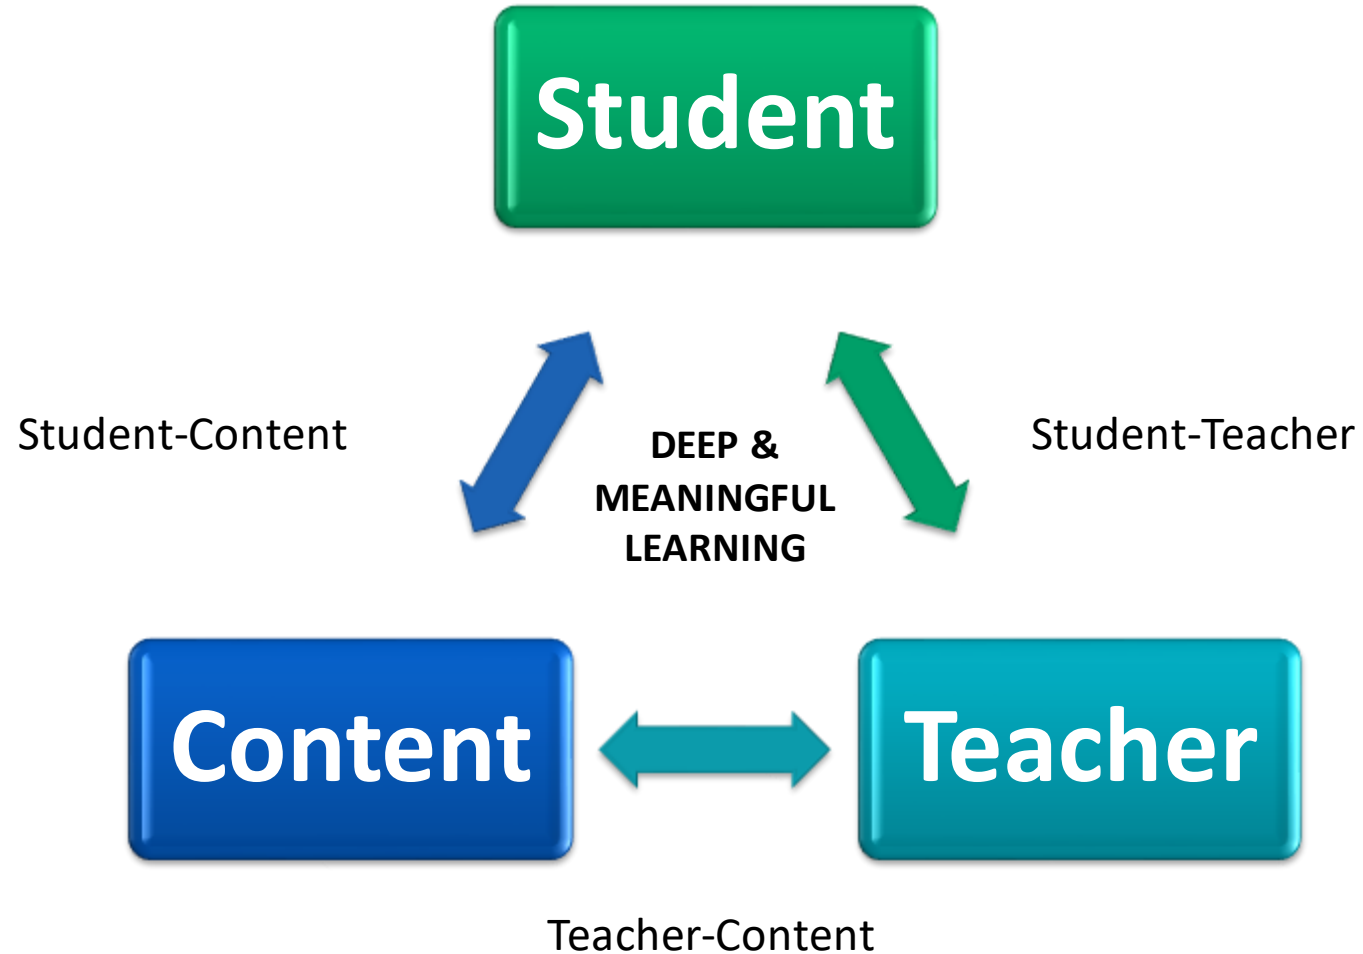 Student
Student-Content
DEEP &
MEANINGFUL
LEARNING
Student-Teacher
Content
Teacher
Teacher-Content